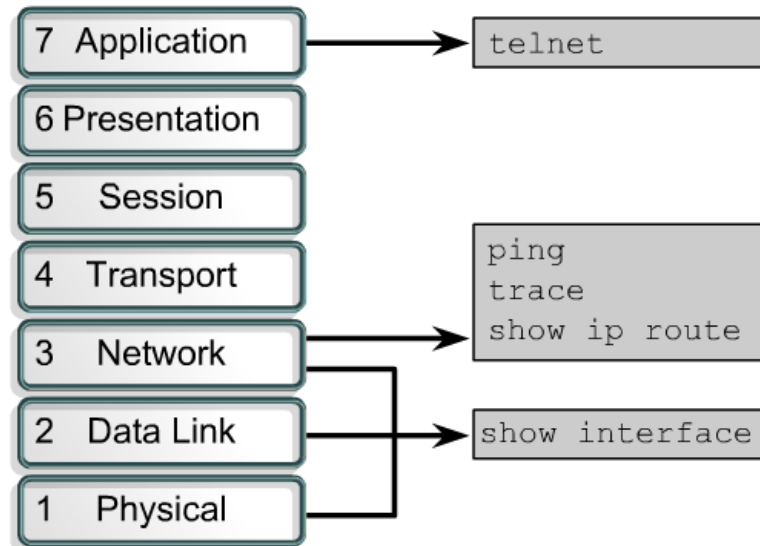 7 Application
telnet
6 Presentation
5 Session
4 Transport
ping
trace
show ip route
3 Network
2 Data Link
show interface
1 Physical